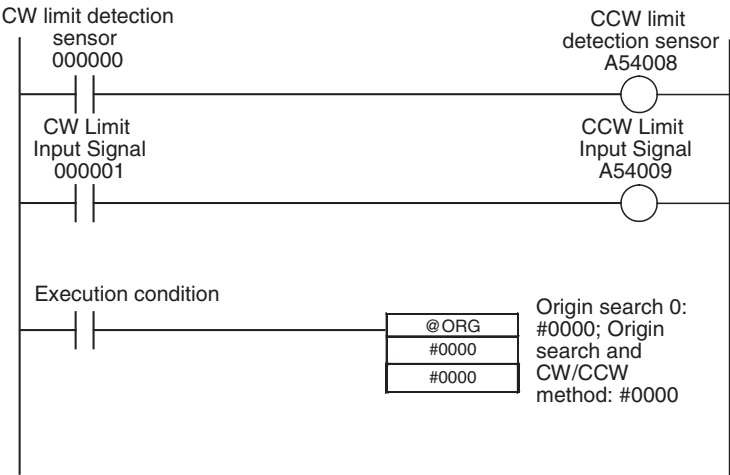 CW limit detection
sensor
000000
CCW limit
detection sensor
A54008
CW Limit
Input Signal
000001
CCW Limit
Input Signal
A54009
Execution condition
@ORG
#0000
#0000
Origin search 0:
#0000; Origin
search and
CW/CCW
method: #0000